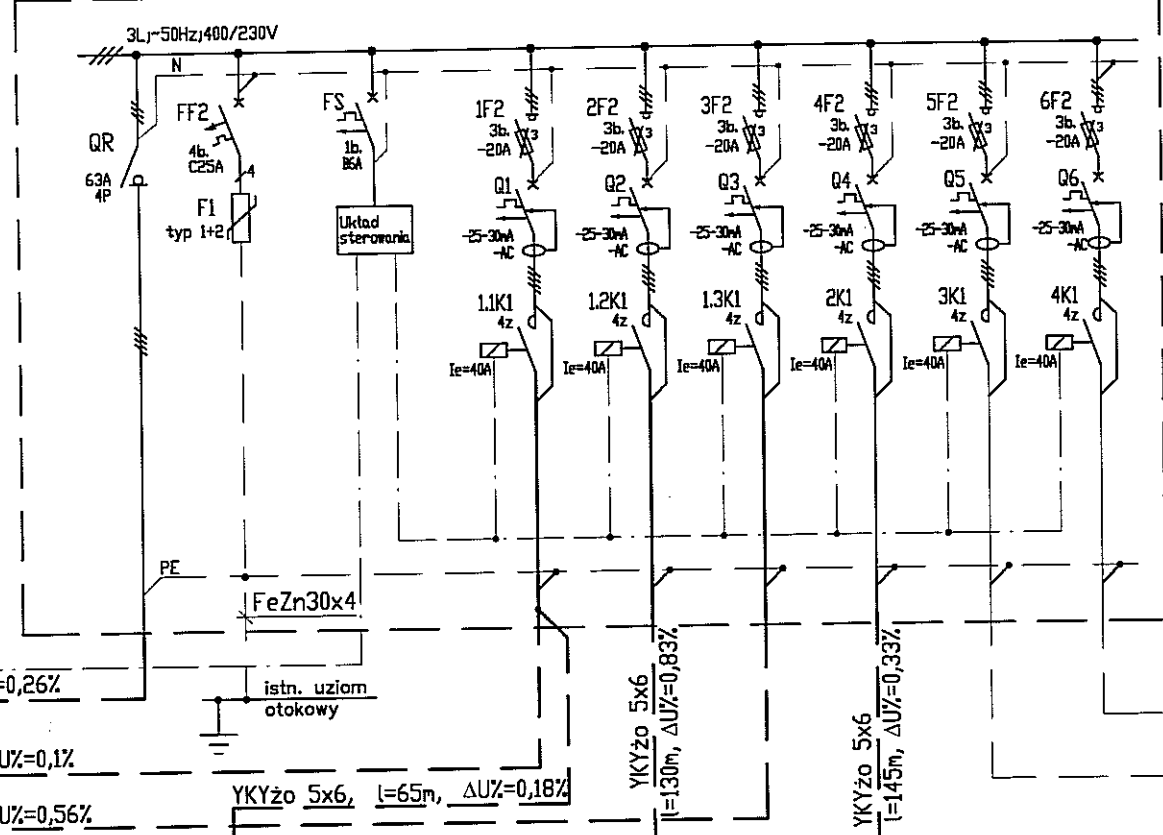 3L;~50Hz;400/230V
N
QR
63A
4P
FF2
4b.
C25A
4
F1
typ 1+2
FS
1b.
B6A
Układ
sterowania
1F2
3b.
-20A
3
2F2
3b.
-20A
3
3F2
3b.
-20A
3
4F2
3b.
-20A
3
5F2
3b.
-20A
3
6F2
3b.
-20A
3
Q1
-25-30mA
-AC
Q2
-25-30mA
-AC
Q3
-25-30mA
-AC
Q4
-25-30mA
-AC
Q5
-25-30mA
-AC
Q6
-25-30mA
-AC
1.1K1
4z
Ie=40A
1.2K1
4z
Ie=40A
1.3K1
4z
Ie=40A
2K1
4z
Ie=40A
3K1
4z
Ie=40A
4K1
4z
Ie=40A
PE
FeZn30x4
=0,26%
istn. uziom
otokowy
U%=0,1%
YKYżo 5x6, l=65m, ΔU%=0,18%
U%=0,56%
YKYżo 5x6
l=130m, ΔU%=0,83%
YKYżo 5x6
l=145m, ΔU%=0,33%